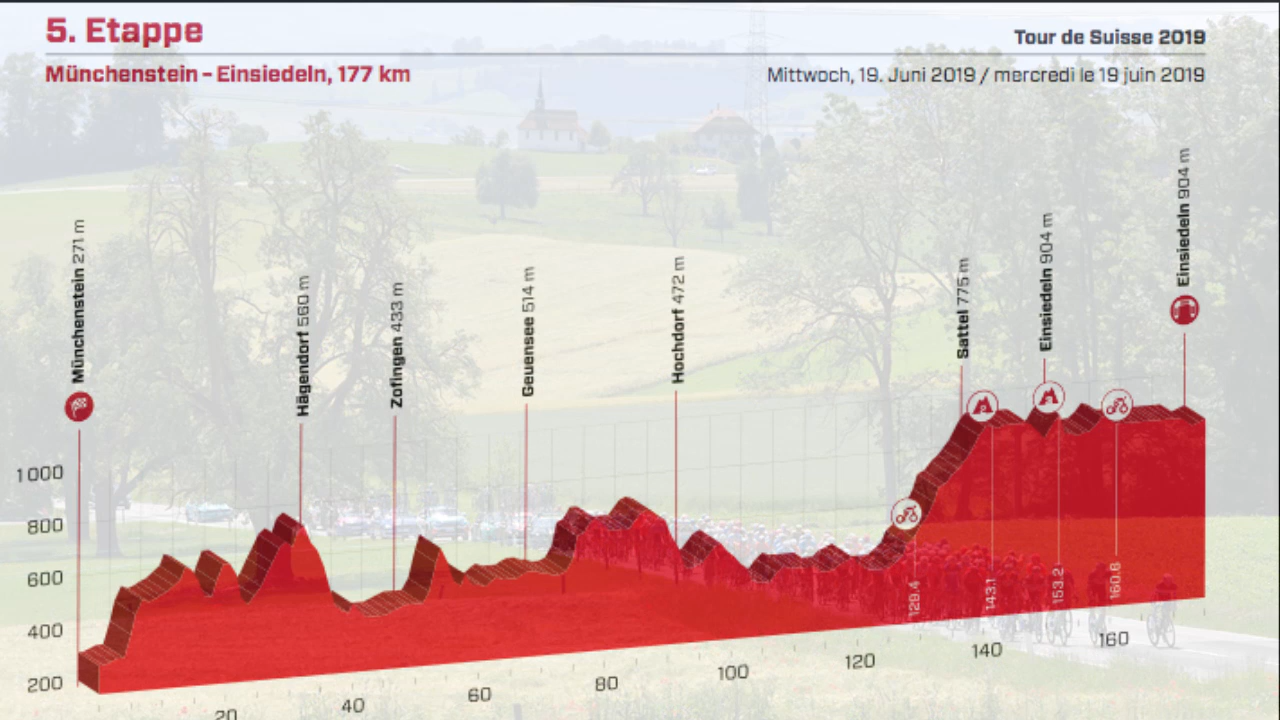 5. Etappe
Tour de Suisse 2019
Münchenstein – Einsiedeln, 177 km
Mittwoch, 19. Juni 2019 / mercredi le 19 juin 2019
Münchenstein 271 m
Hägendorf 560 m
Zofingen 433 m
Geuensee 514 m
Hochdorf 472 m
Sattel 775 m
Einsiedeln 904 m
Einsiedeln 904 m
1000
800
600
400
200
129.4
143.1
153.2
160.6
20
40
60
80
100
120
140
160